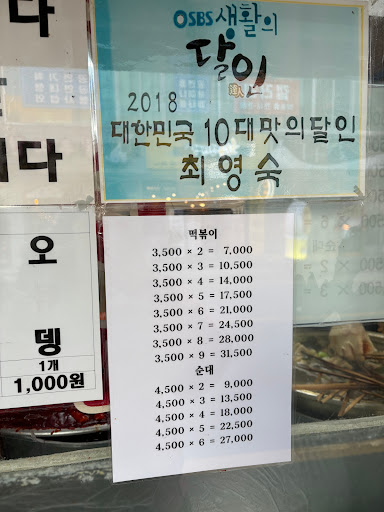 다
니다
SBS 생활의
달인
2018
대한민국 10대맛의달인
최영숙
오
뎅
1개
1,000원
떡볶이
3,500 × 2 = 7,000
3,500 × 3 = 10,500
3,500 × 4 = 14,000
3,500 × 5 = 17,500
3,500 × 6 = 21,000
3,500 × 7 = 24,500
3,500 × 8 = 28,000
3,500 × 9 = 31,500
순대
4,500 × 2 = 9,000
4,500 × 3 = 13,500
4,500 × 4 = 18,000
4,500 × 5 = 22,500
4,500 × 6 = 27,000